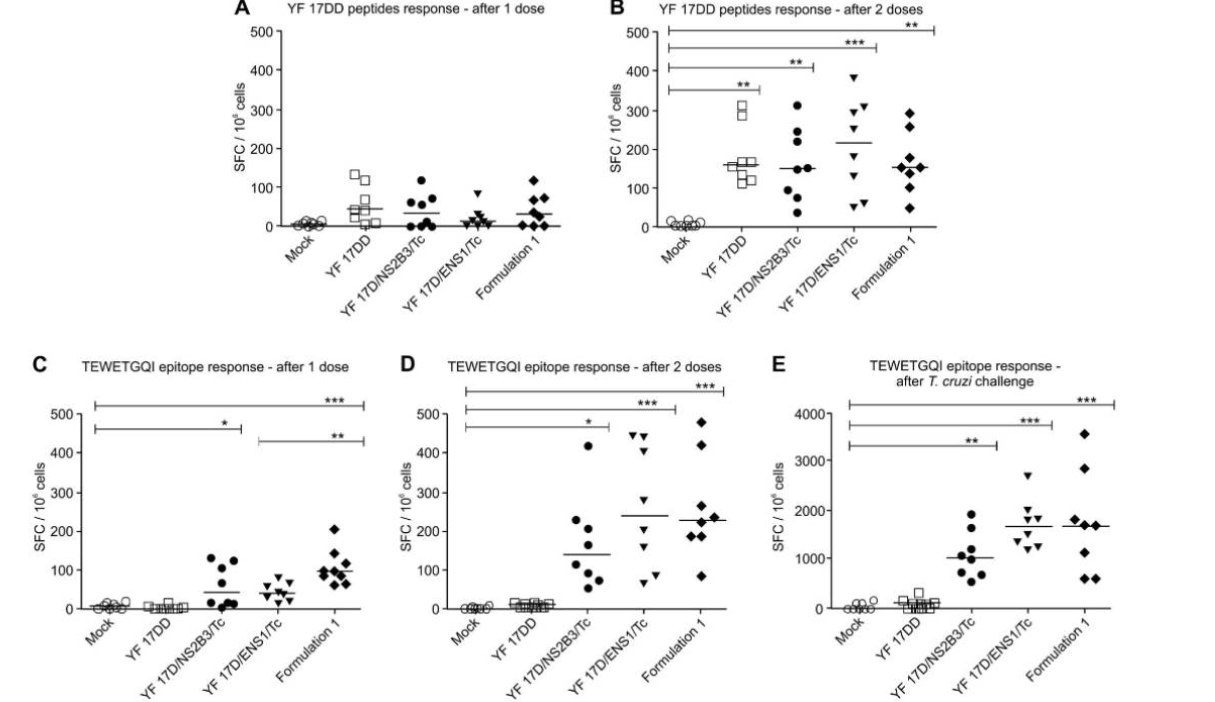 A
YF 17DD peptides response - after 1 dose
500
400
300
200
100
0
SFC / 10⁶ cells
Mock
YF 17DD
YF 17D/NS2B3/Tc
YF 17D/ENS1/Tc
Formulation 1
B
YF 17DD peptides response - after 2 doses
**
***
**
**
500
400
300
200
100
0
SFC / 10⁶ cells
Mock
YF 17DD
YF 17D/NS2B3/Tc
YF 17D/ENS1/Tc
Formulation 1
C
TEWETGQI epitope response - after 1 dose
***
*
**
500
400
300
200
100
0
SFC / 10⁶ cells
Mock
YF 17DD
YF 17D/NS2B3/Tc
YF 17D/ENS1/Tc
Formulation 1
D
TEWETGQI epitope response - after 2 doses
***
***
*
500
400
300
200
100
0
SFC / 10⁶ cells
Mock
YF 17DD
YF 17D/NS2B3/Tc
YF 17D/ENS1/Tc
Formulation 1
E
TEWETGQI epitope response -
after T. cruzi challenge
***
***
**
4000
3000
2000
1000
0
SFC / 10⁶ cells
Mock
YF 17DD
YF 17D/NS2B3/Tc
YF 17D/ENS1/Tc
Formulation 1